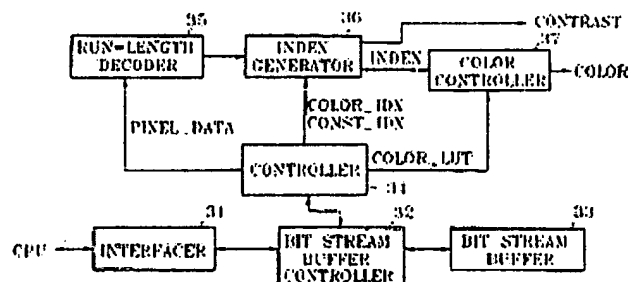 35
36
CONTRAST
RUN-LENGTH
DECODER
INDEX
GENERATOR
INDEX
37
COLOR
CONTROLLER
COLOR
PIXEL_DATA
COLOR_IDX
CONST_IDX
CONTROLLER
COLOR_LUT
34
31
32
33
CPU
INTERFACER
BIT STREAM
BUFFER
CONTROLLER
BIT STREAM
BUFFER